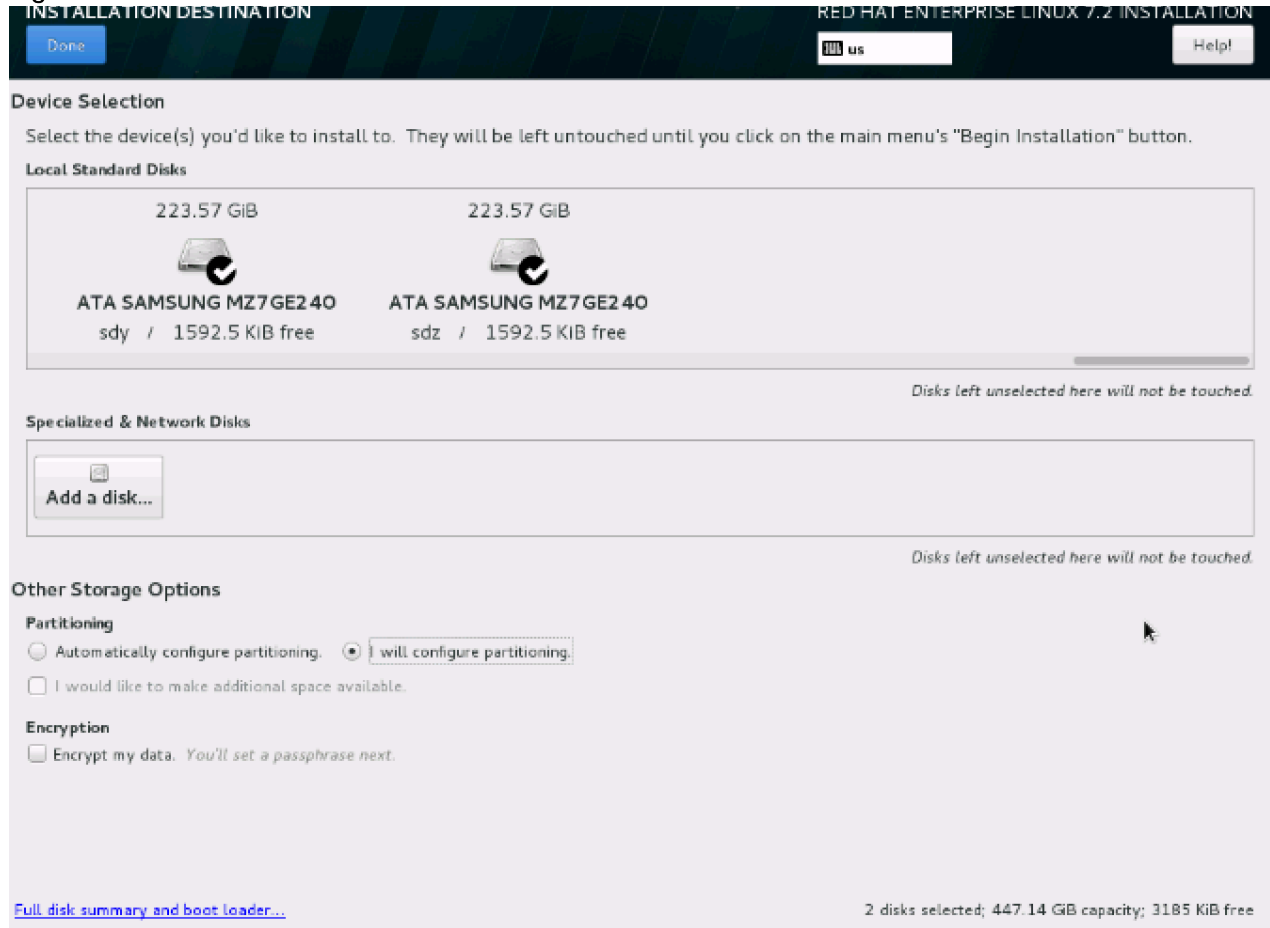 INSTALLATION DESTINATION
RED HAT ENTERPRISE LINUX 7.2 INSTALLATION
Done
us
Help!
Device Selection
Select the device(s) you'd like to install to. They will be left untouched until you click on the main menu's "Begin Installation" button.
Local Standard Disks
223.57 GiB 223.57 GiB
ATA SAMSUNG MZ7GE240 ATA SAMSUNG MZ7GE240
sdy / 1592.5 KiB free sdz / 1592.5 KiB free
Disks left unselected here will not be touched.
Specialized & Network Disks
Add a disk...
Disks left unselected here will not be touched.
Other Storage Options
Partitioning
Automatically configure partitioning. I will configure partitioning.
I would like to make additional space available.
Encryption
Encrypt my data. You'll set a passphrase next.
Full disk summary and boot loader... 2 disks selected; 447.14 GiB capacity; 3185 KiB free